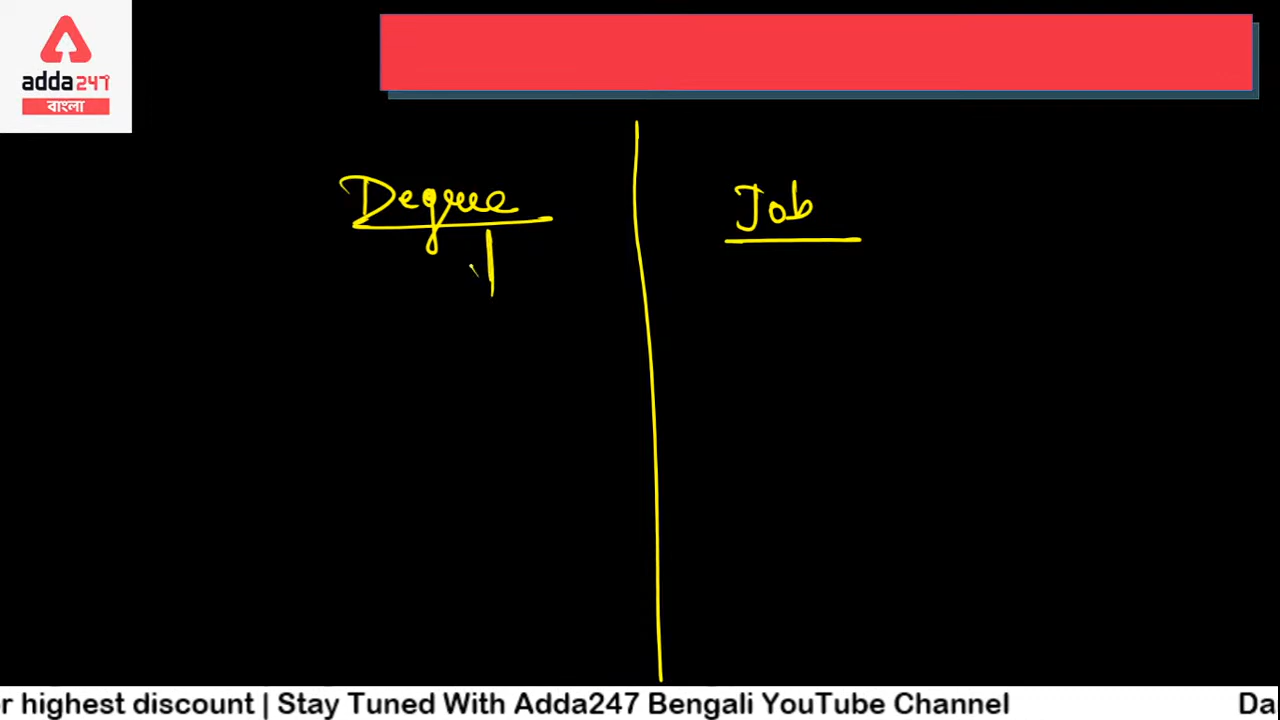 adda247
বাংলা
Degree
Job
r highest discount | Stay Tuned With Adda247 Bengali YouTube Channel
Da